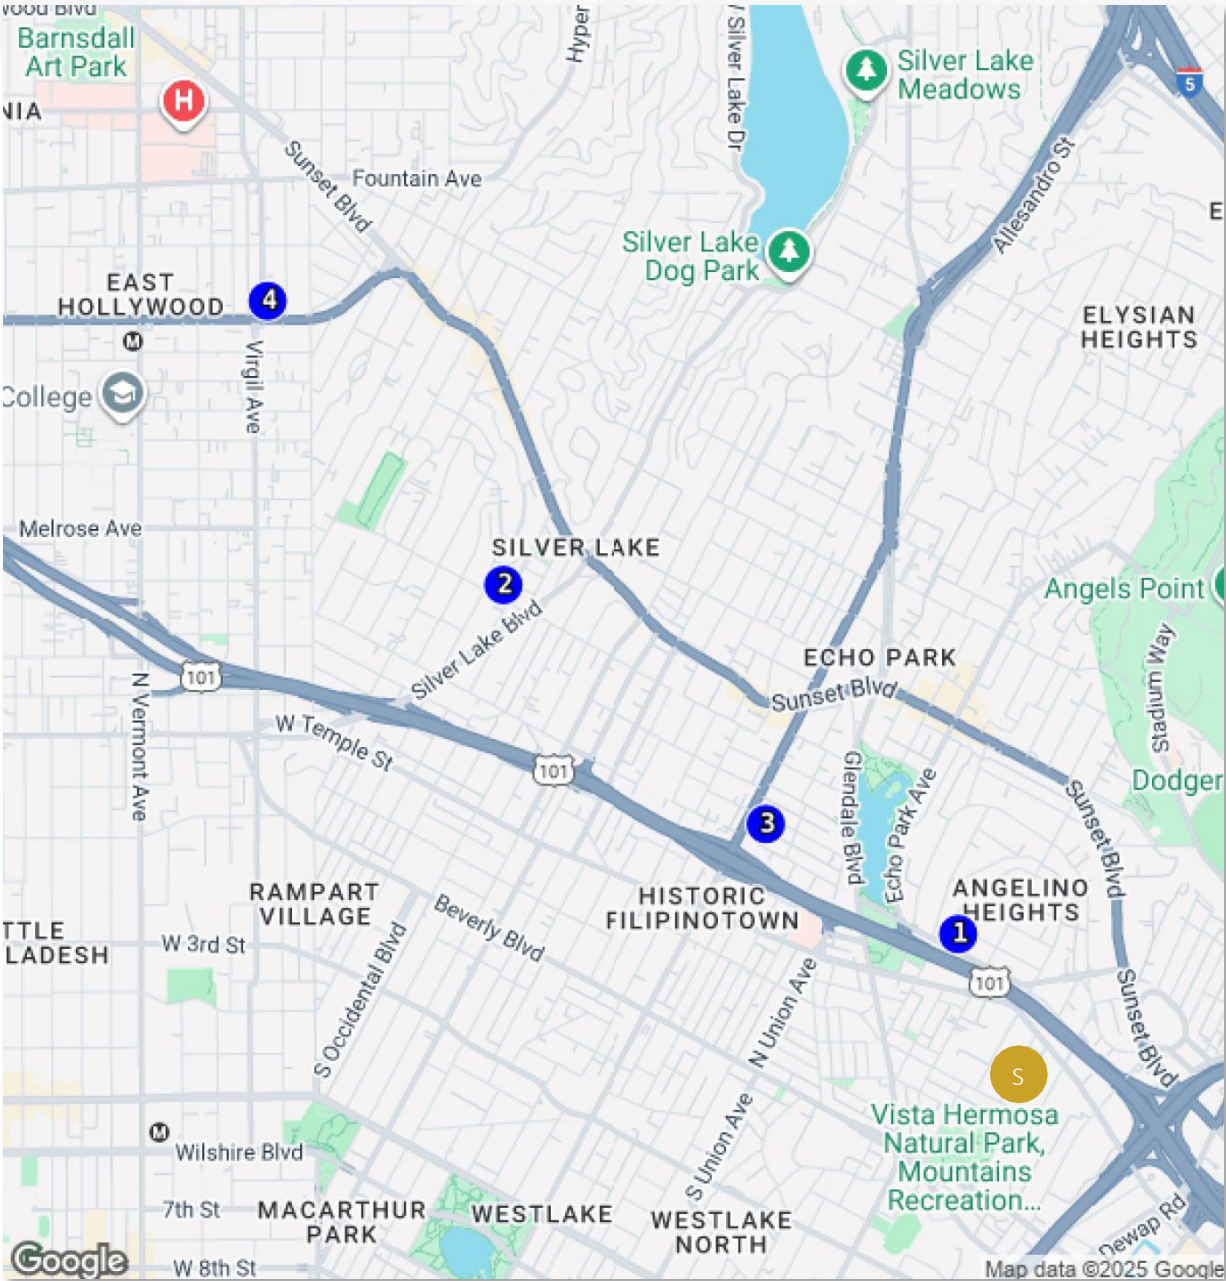 wood Blvd
Barnsdall
Art Park
H
NIA
Hyper
/ Silver Lake Dr
Silver Lake
Meadows
5
Sunset Blvd
Fountain Ave
Allesandro St
E
Silver Lake
Dog Park
EAST
HOLLYWOOD
4
M
ELYSIAN
HEIGHTS
College
Virgil Ave
Melrose Ave
SILVER LAKE
2
Silver Lake Blvd
Angels Point
101
N Vermont Ave
W Temple St
101
ECHO PARK
Sunset Blvd
Stadium Way
Dodger
Glendale Blvd
Echo Park Ave
Sunset Blvd
3
RAMPART
VILLAGE
HISTORIC
FILIPINOTOWN
ANGELINO
HEIGHTS
1
TTLE
LADESH
W 3rd St
Beverly Blvd
S Occidental Blvd
N Union Ave
101
Sunset Blvd
S
Vista Hermosa
Natural Park,
Mountains
Recreation...
M
Wilshire Blvd
S Union Ave
7th St
MACARTHUR
PARK
WESTLAKE
WESTLAKE
NORTH
Dewap Rd
Google
W 8th St
Map data ©2025 Google